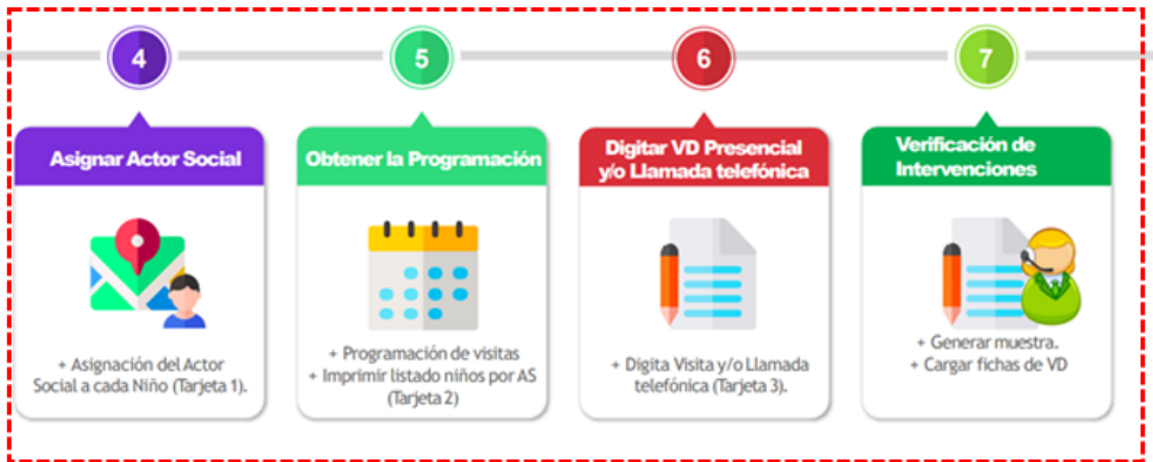 4
Asignar Actor Social
+ Asignación del Actor
Social a cada Niño (Tarjeta 1).
5
Obtener la Programación
+ Programación de visitas
+ Imprimir listado niños por AS
(Tarjeta 2)
6
Digitar VD Presencial
y/o Llamada telefónica
+ Digita Visita y/o Llamada
telefónica (Tarjeta 3).
7
Verificación de
Intervenciones
+ Generar muestra.
+ Cargar fichas de VD